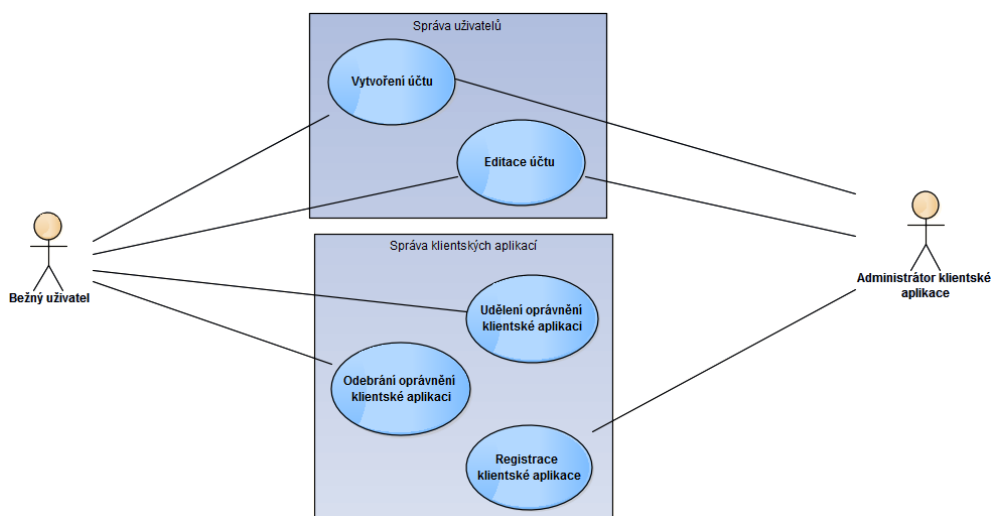 Správa uživatelů
Vytvoření účtu
Editace účtu
Bežný uživatel
Administrátor klientské
aplikace
Správa klientských aplikací
Udělení oprávnění
klientské aplikaci
Odebrání oprávnění
klientské aplikaci
Registrace
klientské aplikace